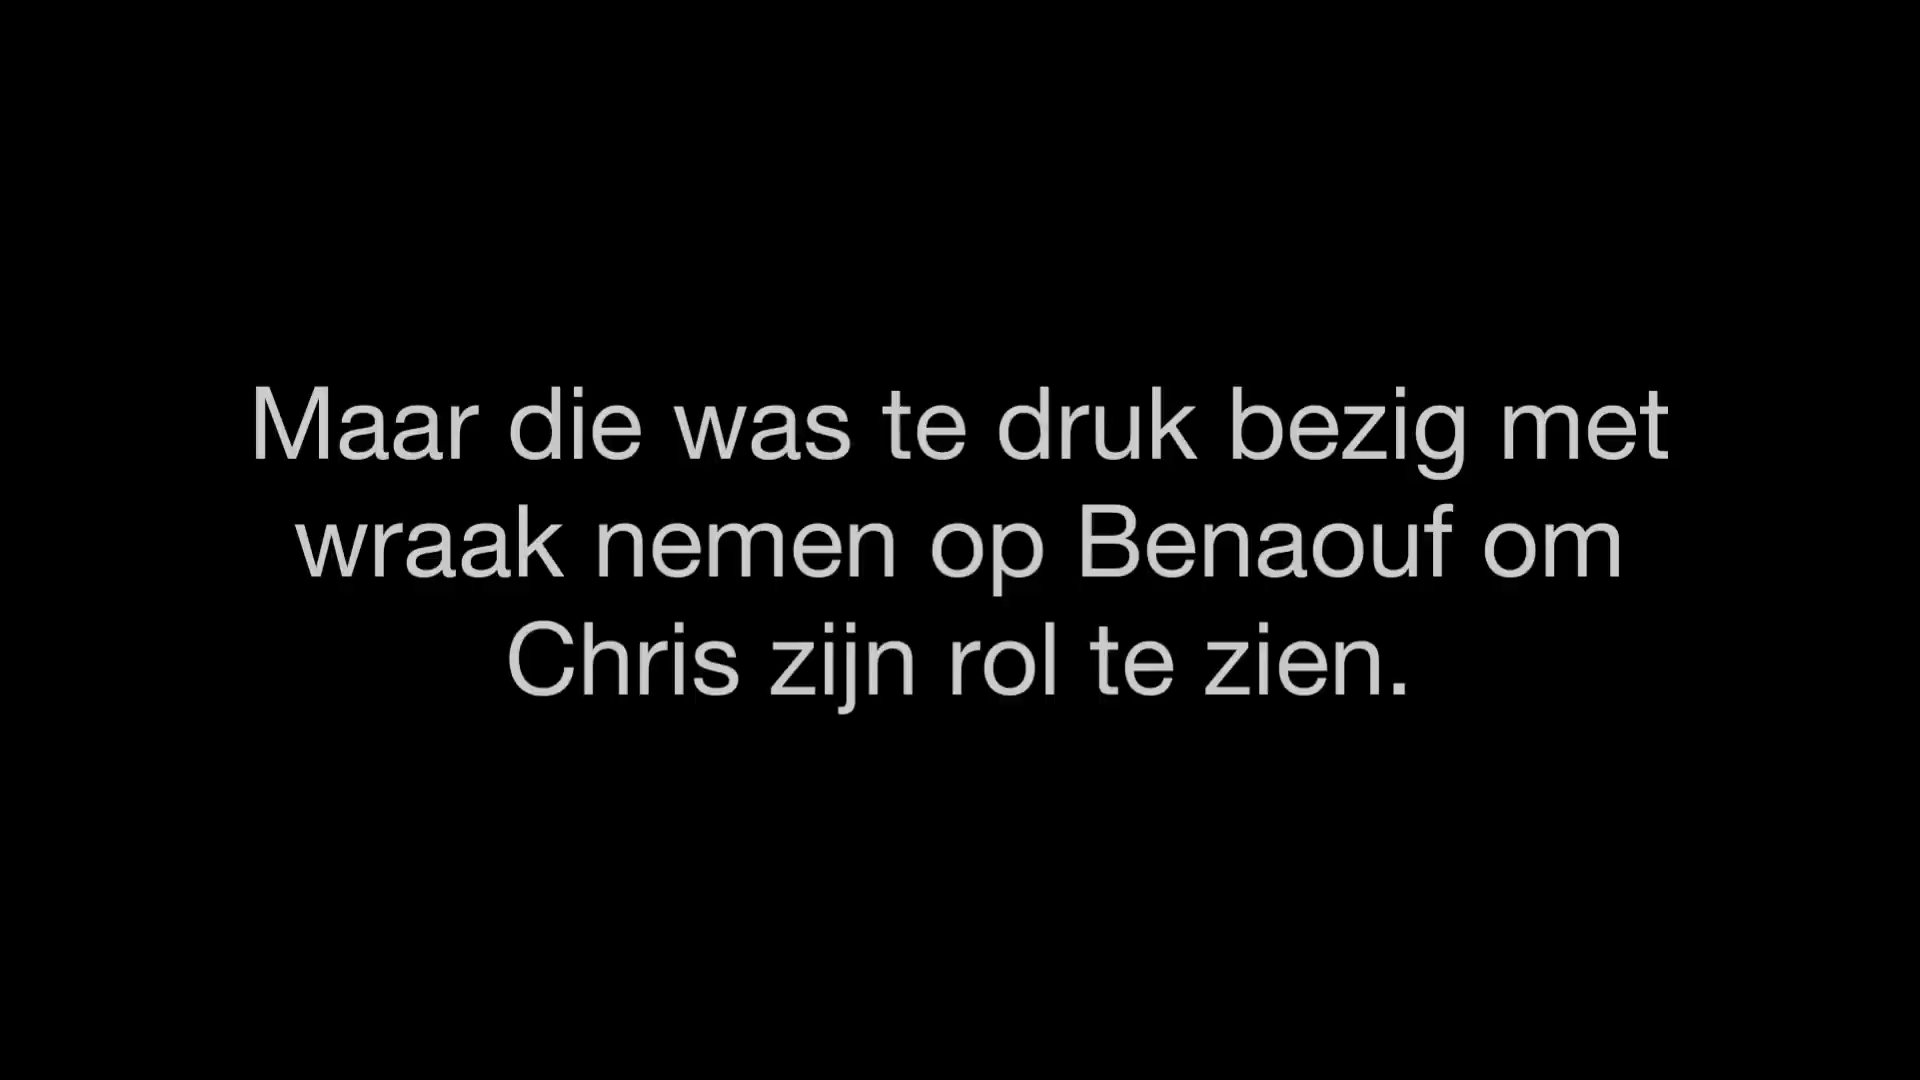 Maar die was te druk bezig met
wraak nemen op Benaouf om
Chris zijn rol te zien.